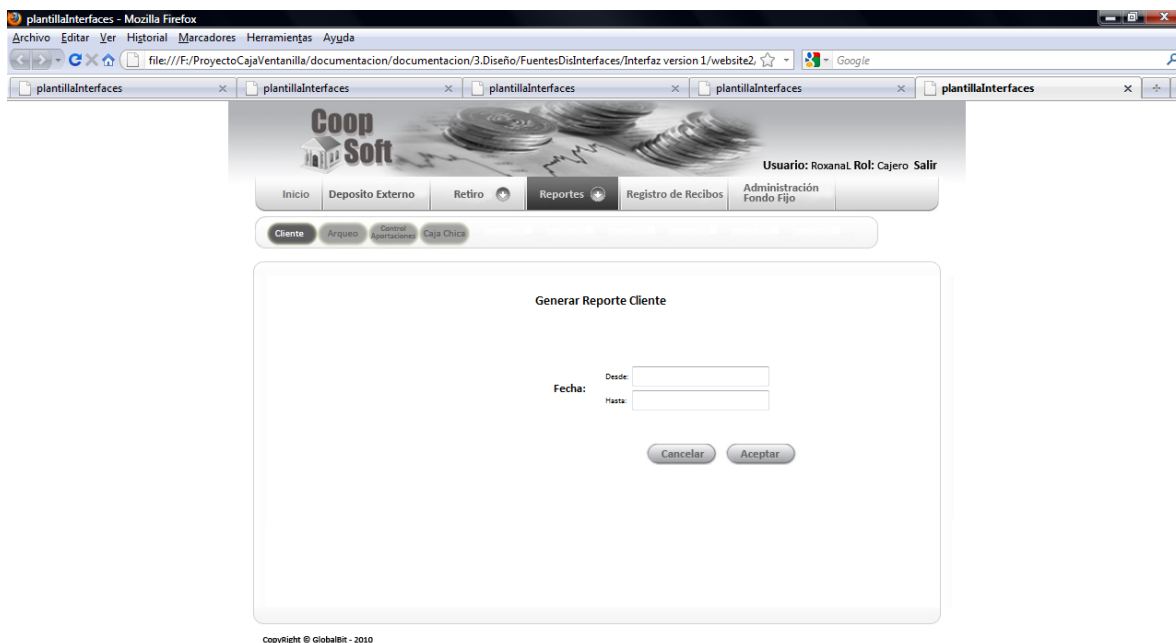 plantillaInterfaces - Mozilla Firefox
Archivo Editar Ver Historial Marcadores Herramientas Ayuda
file:///F:/ProyectoCajaVentanilla/documentacion/documentacion/3.Diseño/FuentesDisInterfaces/Interfaz version 1/website2, Google
plantillaInterfaces plantillaInterfaces plantillaInterfaces plantillaInterfaces plantillaInterfaces
Coop
Soft
Usuario: RoxanaL Rol: Cajero Salir
Inicio Deposito Externo Retiro Reportes Registro de Recibos Administración
Fondo Fijo
Cliente Arqueo Control Aportaciones Caja Chica
Generar Reporte Cliente
Desde:
Fecha:
Hasta:
Cancelar Aceptar
CopyRight © GlobalBit - 2010